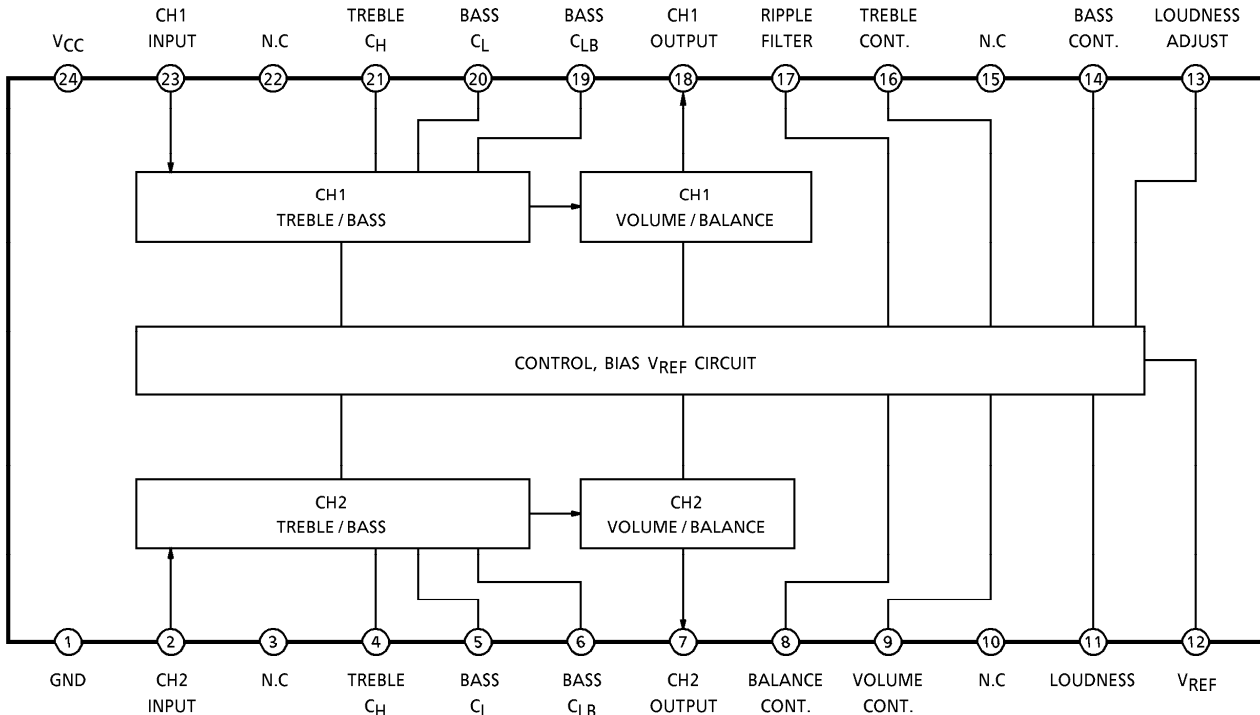 CH1 TREBLE BASS BASS CH1 RIPPLE TREBLE BASS LOUDNESS
VCC INPUT N.C CH CL CLB OUTPUT FILTER CONT. N.C CONT. ADJUST
24 23 22 21 20 19 18 17 16 15 14 13
CH1
TREBLE / BASS
CH1
VOLUME / BALANCE
CONTROL, BIAS VREF CIRCUIT
CH2
TREBLE / BASS
CH2
VOLUME / BALANCE
1 2 3 4 5 6 7 8 9 10 11 12
GND CH2 N.C TREBLE BASS BASS CH2 BALANCE VOLUME N.C LOUDNESS VREF
INPUT CH CL CLB OUTPUT CONT. CONT.